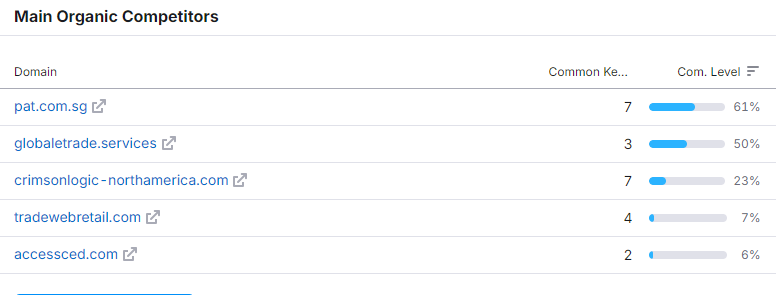 Main Organic Competitors
Domain Common Ke... Com. Level
pat.com.sg 7 61%
globaletrade.services 3 50%
crimsonlogic-northamerica.com 7 23%
tradewebretail.com 4 7%
accessced.com 2 6%